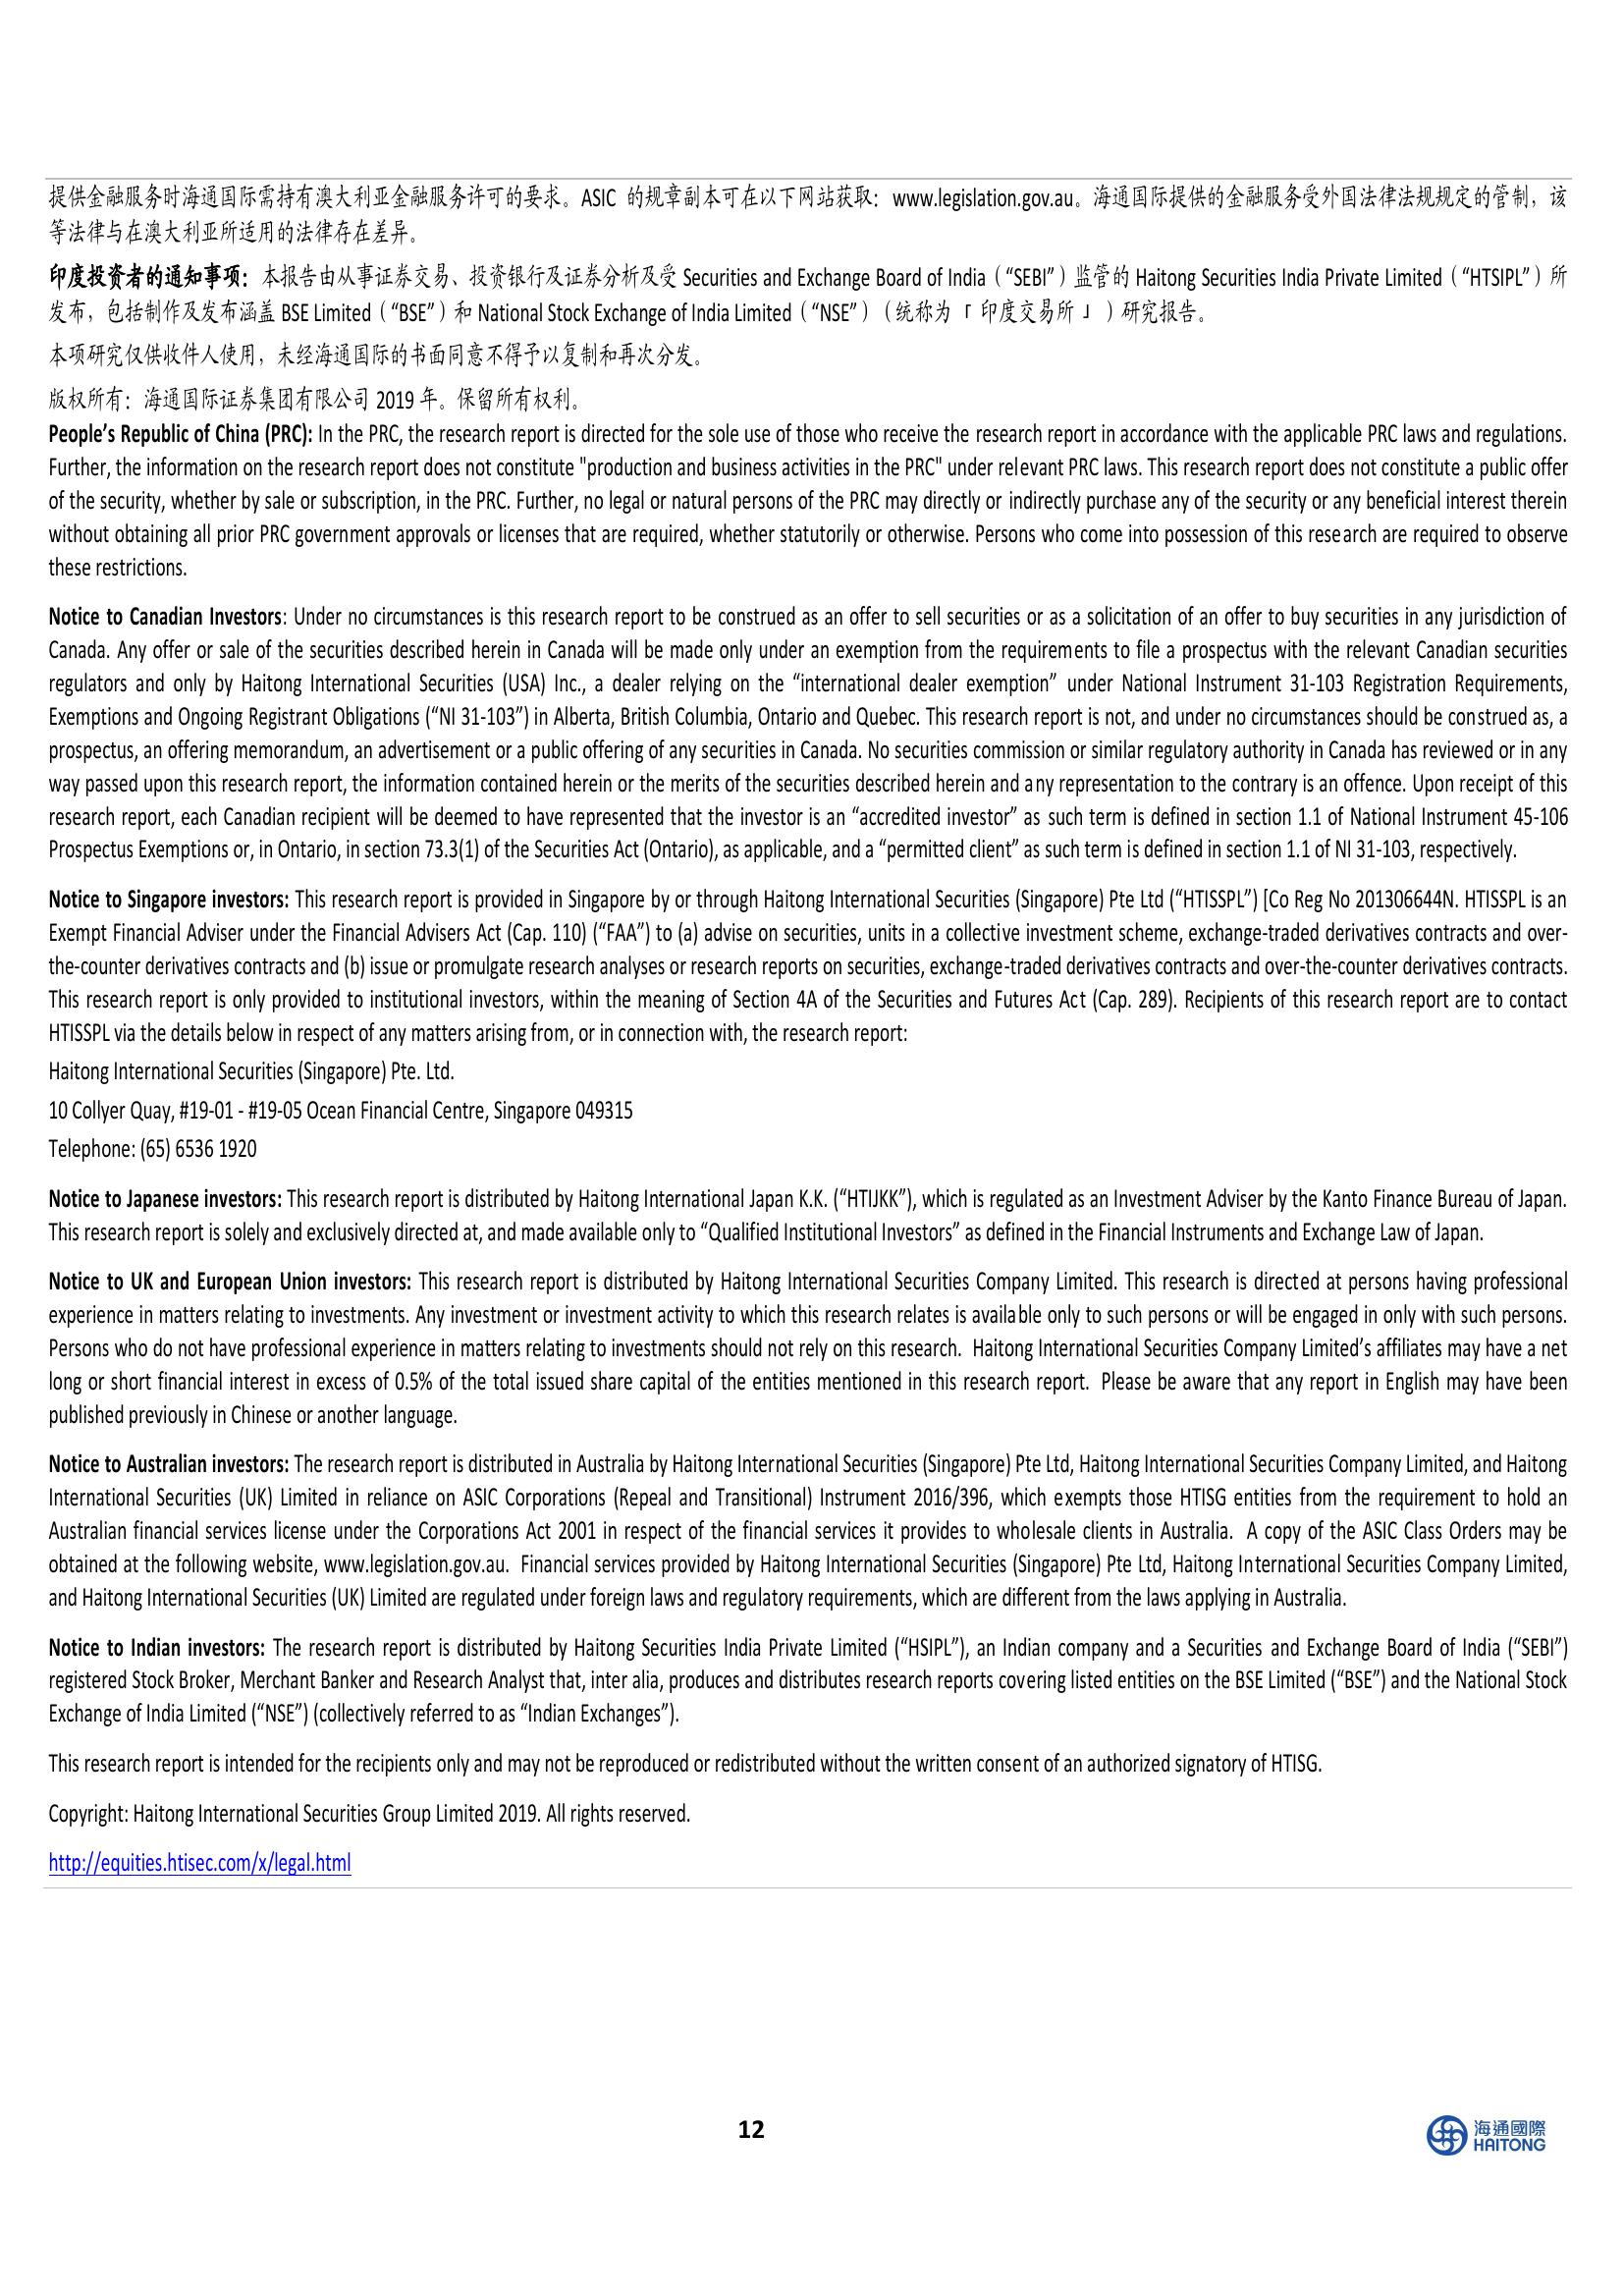 提供金融服务时海通国际需持有澳大利亚金融服务许可的要求。ASIC 的规章副本可在以下网站获取：www.legislation.gov.au。海通国际提供的金融服务受外国法律法规规定的管制，该
等法律与在澳大利亚所适用的法律存在差异。
印度投资者的通知事项：本报告由从事证券交易、投资银行及证券分析及受 Securities and Exchange Board of India（“SEBI”）监管的 Haitong Securities India Private Limited（“HTSIPL”）所
发布，包括制作及发布涵盖 BSE Limited（“BSE”）和 National Stock Exchange of India Limited（“NSE”）（统称为「印度交易所」）研究报告。
本项研究仅供收件人使用，未经海通国际的书面同意不得予以复制和再次分发。
版权所有：海通国际证券集团有限公司 2019 年。保留所有权利。
People’s Republic of China (PRC): In the PRC, the research report is directed for the sole use of those who receive the research report in accordance with the applicable PRC laws and regulations.
Further, the information on the research report does not constitute "production and business activities in the PRC" under relevant PRC laws. This research report does not constitute a public offer
of the security, whether by sale or subscription, in the PRC. Further, no legal or natural persons of the PRC may directly or indirectly purchase any of the security or any beneficial interest therein
without obtaining all prior PRC government approvals or licenses that are required, whether statutorily or otherwise. Persons who come into possession of this research are required to observe
these restrictions.
Notice to Canadian Investors: Under no circumstances is this research report to be construed as an offer to sell securities or as a solicitation of an offer to buy securities in any jurisdiction of
Canada. Any offer or sale of the securities described herein in Canada will be made only under an exemption from the requirements to file a prospectus with the relevant Canadian securities
regulators and only by Haitong International Securities (USA) Inc., a dealer relying on the “international dealer exemption” under National Instrument 31-103 Registration Requirements,
Exemptions and Ongoing Registrant Obligations (“NI 31-103”) in Alberta, British Columbia, Ontario and Quebec. This research report is not, and under no circumstances should be construed as, a
prospectus, an offering memorandum, an advertisement or a public offering of any securities in Canada. No securities commission or similar regulatory authority in Canada has reviewed or in any
way passed upon this research report, the information contained herein or the merits of the securities described herein and any representation to the contrary is an offence. Upon receipt of this
research report, each Canadian recipient will be deemed to have represented that the investor is an “accredited investor” as such term is defined in section 1.1 of National Instrument 45-106
Prospectus Exemptions or, in Ontario, in section 73.3(1) of the Securities Act (Ontario), as applicable, and a “permitted client” as such term is defined in section 1.1 of NI 31-103, respectively.
Notice to Singapore investors: This research report is provided in Singapore by or through Haitong International Securities (Singapore) Pte Ltd (“HTISSPL”) [Co Reg No 201306644N. HTISSPL is an
Exempt Financial Adviser under the Financial Advisers Act (Cap. 110) (“FAA”) to (a) advise on securities, units in a collective investment scheme, exchange-traded derivatives contracts and over-
the-counter derivatives contracts and (b) issue or promulgate research analyses or research reports on securities, exchange-traded derivatives contracts and over-the-counter derivatives contracts.
This research report is only provided to institutional investors, within the meaning of Section 4A of the Securities and Futures Act (Cap. 289). Recipients of this research report are to contact
HTISSPL via the details below in respect of any matters arising from, or in connection with, the research report:
Haitong International Securities (Singapore) Pte. Ltd.
10 Collyer Quay, #19-01 - #19-05 Ocean Financial Centre, Singapore 049315
Telephone: (65) 6536 1920
Notice to Japanese investors: This research report is distributed by Haitong International Japan K.K. (“HTIJKK”), which is regulated as an Investment Adviser by the Kanto Finance Bureau of Japan.
This research report is solely and exclusively directed at, and made available only to “Qualified Institutional Investors” as defined in the Financial Instruments and Exchange Law of Japan.
Notice to UK and European Union investors: This research report is distributed by Haitong International Securities Company Limited. This research is directed at persons having professional
experience in matters relating to investments. Any investment or investment activity to which this research relates is available only to such persons or will be engaged in only with such persons.
Persons who do not have professional experience in matters relating to investments should not rely on this research. Haitong International Securities Company Limited’s affiliates may have a net
long or short financial interest in excess of 0.5% of the total issued share capital of the entities mentioned in this research report. Please be aware that any report in English may have been
published previously in Chinese or another language.
Notice to Australian investors: The research report is distributed in Australia by Haitong International Securities (Singapore) Pte Ltd, Haitong International Securities Company Limited, and Haitong
International Securities (UK) Limited in reliance on ASIC Corporations (Repeal and Transitional) Instrument 2016/396, which exempts those HTISG entities from the requirement to hold an
Australian financial services license under the Corporations Act 2001 in respect of the financial services it provides to wholesale clients in Australia. A copy of the ASIC Class Orders may be
obtained at the following website, www.legislation.gov.au. Financial services provided by Haitong International Securities (Singapore) Pte Ltd, Haitong International Securities Company Limited,
and Haitong International Securities (UK) Limited are regulated under foreign laws and regulatory requirements, which are different from the laws applying in Australia.
Notice to Indian investors: The research report is distributed by Haitong Securities India Private Limited (“HSIPL”), an Indian company and a Securities and Exchange Board of India (“SEBI”)
registered Stock Broker, Merchant Banker and Research Analyst that, inter alia, produces and distributes research reports covering listed entities on the BSE Limited (“BSE”) and the National Stock
Exchange of India Limited (“NSE”) (collectively referred to as “Indian Exchanges”).
This research report is intended for the recipients only and may not be reproduced or redistributed without the written consent of an authorized signatory of HTISG.
Copyright: Haitong International Securities Group Limited 2019. All rights reserved.
http://equities.htisec.com/x/legal.html
12
海通國際
HAITONG